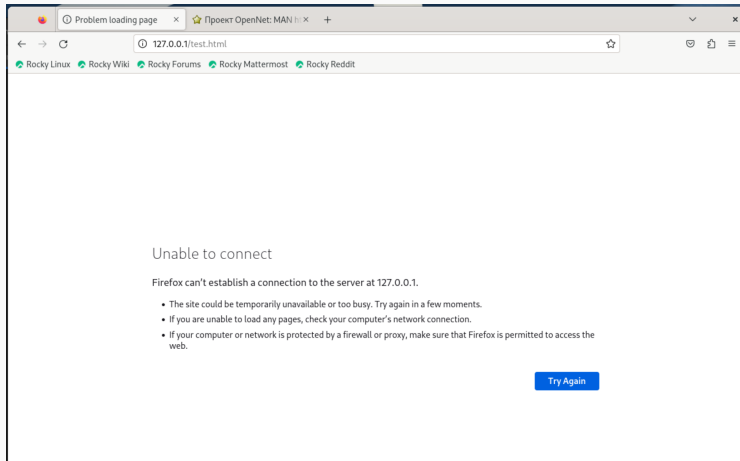 Problem loading page
Проект OpenNet: MAN ht
127.0.0.1/test.html
Rocky Linux Rocky Wiki Rocky Forums Rocky Mattermost Rocky Reddit
Unable to connect
Firefox can’t establish a connection to the server at 127.0.0.1.
• The site could be temporarily unavailable or too busy. Try again in a few moments.
• If you are unable to load any pages, check your computer’s network connection.
• If your computer or network is protected by a firewall or proxy, make sure that Firefox is permitted to access the
web.
Try Again